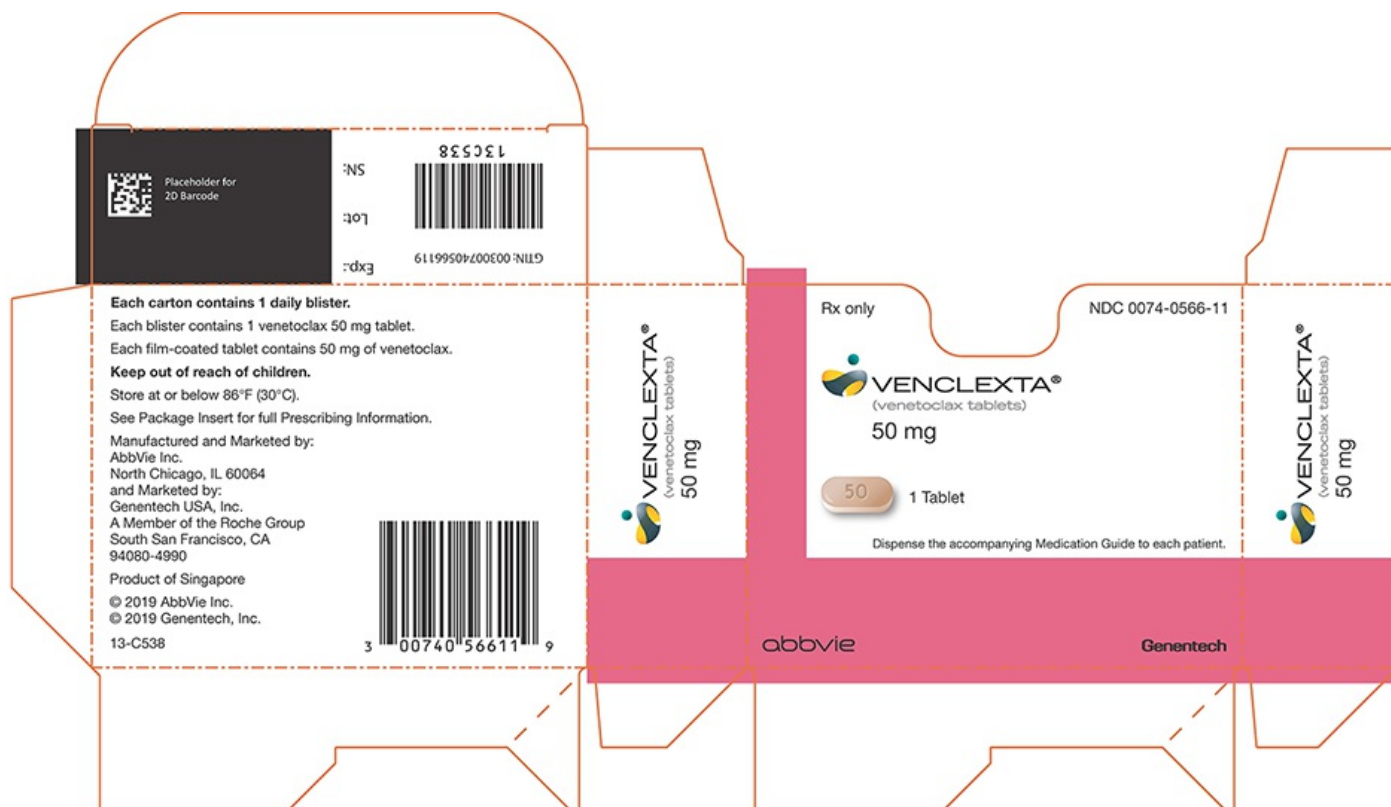 Placeholder for
2D Barcode
SN:
Lot:
Exp.:
13C538
GTIN: 00300740566119
Each carton contains 1 daily blister.
Each blister contains 1 venetoclax 50 mg tablet.
Each film-coated tablet contains 50 mg of venetoclax.
Keep out of reach of children.
Store at or below 86°F (30°C).
See Package Insert for full Prescribing Information.
Manufactured and Marketed by:
AbbVie Inc.
North Chicago, IL 60064
and Marketed by:
Genentech USA, Inc.
A Member of the Roche Group
South San Francisco, CA
94080-4990
Product of Singapore
© 2019 AbbVie Inc.
© 2019 Genentech, Inc.
13-C538
3 00740 56611 9
VENCLEXTA®
(venetoclax tablets)
50 mg
Rx only
NDC 0074-0566-11
VENCLEXTA®
(venetoclax tablets)
50 mg
50
1 Tablet
Dispense the accompanying Medication Guide to each patient.
abbvie
Genentech
VENCLEXTA®
(venetoclax tablets)
50 mg